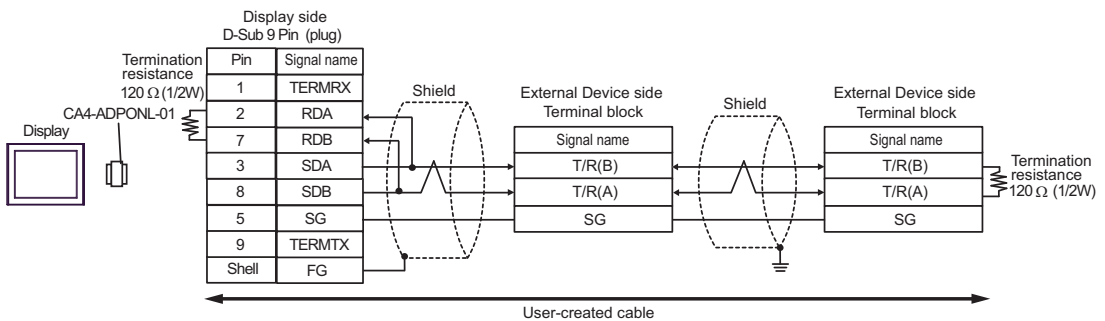 Display side
D-Sub 9 Pin (plug)
Termination
resistance
120 Ω (1/2W)
CA4-ADPONL-01
Display
Pin Signal name
1 TERMRX
2 RDA
7 RDB
3 SDA
8 SDB
5 SG
9 TERMTX
Shell FG
Shield
External Device side
Terminal block
Signal name
T/R(B)
T/R(A)
SG
Shield
External Device side
Terminal block
Signal name
T/R(B)
T/R(A)
SG
Termination
resistance
120 Ω (1/2W)
User-created cable